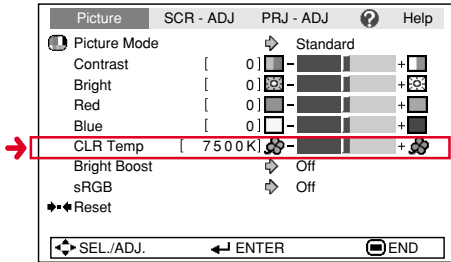 Picture SCR - ADJ PRJ - ADJ ? Help
Picture Mode Standard
Contrast [ 0] - +
Bright [ 0] - +
Red [ 0] - +
Blue [ 0] - +
CLR Temp [ 7500K] - +
Bright Boost Off
sRGB Off
Reset
SEL./ADJ. ENTER END